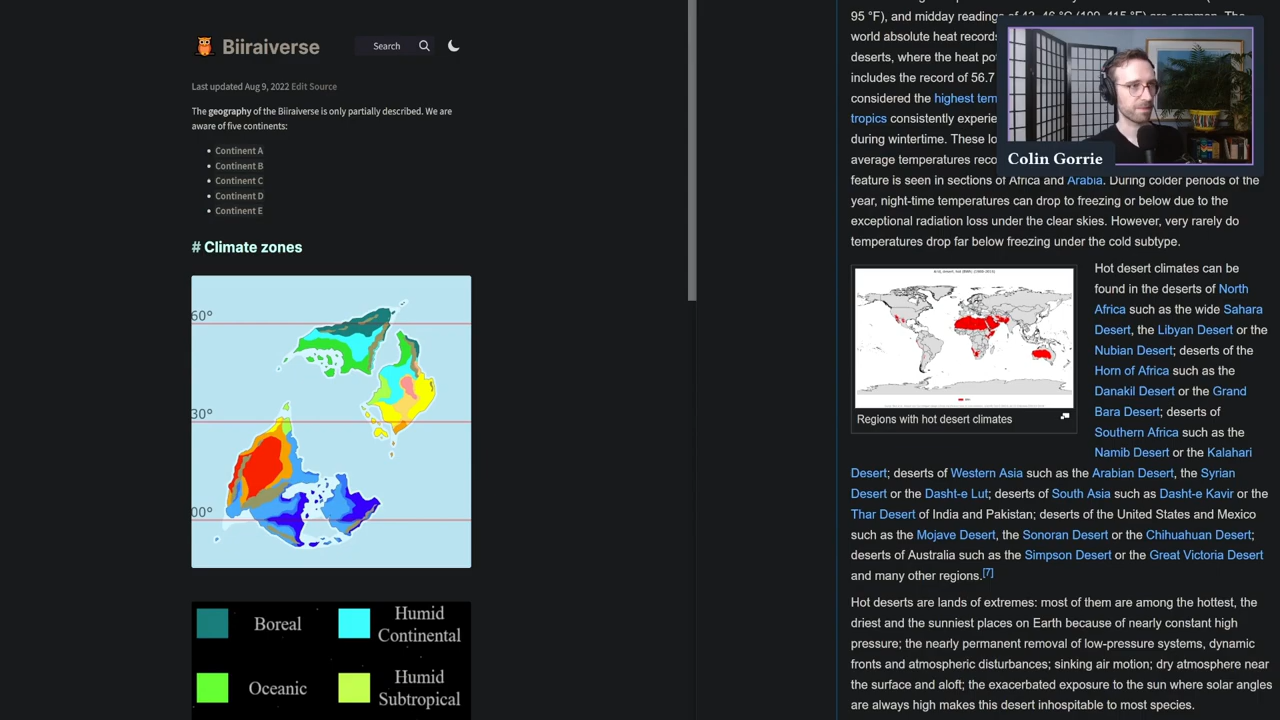 Biiraiverse
Search
Last updated Aug 9, 2022 Edit Source
The geography of the Biiraiverse is only partially described. We are
aware of five continents:
Continent A
Continent B
Continent C
Continent D
Continent E
# Climate zones
60°
30°
00°
Boreal
Humid
Continental
Oceanic
Humid
Subtropical
95 °F), and midday readings of 43–46 °C (109–115 °F) are common. The
world absolute heat records
deserts, where the heat pot
includes the record of 56.7
considered the highest tem
tropics consistently experie
during wintertime. These lo
average temperatures reco
feature is seen in sections of Africa and Arabia. During colder periods of the
year, night-time temperatures can drop to freezing or below due to the
exceptional radiation loss under the clear skies. However, very rarely do
temperatures drop far below freezing under the cold subtype.
Colin Gorrie
Regions with hot desert climates
Hot desert climates can be
found in the deserts of North
Africa such as the wide Sahara
Desert, the Libyan Desert or the
Nubian Desert; deserts of the
Horn of Africa such as the
Danakil Desert or the Grand
Bara Desert; deserts of
Southern Africa such as the
Namib Desert or the Kalahari
Desert; deserts of Western Asia such as the Arabian Desert, the Syrian
Desert or the Dasht-e Lut; deserts of South Asia such as Dasht-e Kavir or the
Thar Desert of India and Pakistan; deserts of the United States and Mexico
such as the Mojave Desert, the Sonoran Desert or the Chihuahuan Desert;
deserts of Australia such as the Simpson Desert or the Great Victoria Desert
and many other regions.[7]
Hot deserts are lands of extremes: most of them are among the hottest, the
driest and the sunniest places on Earth because of nearly constant high
pressure; the nearly permanent removal of low-pressure systems, dynamic
fronts and atmospheric disturbances; sinking air motion; dry atmosphere near
the surface and aloft; the exacerbated exposure to the sun where solar angles
are always high makes this desert inhospitable to most species.